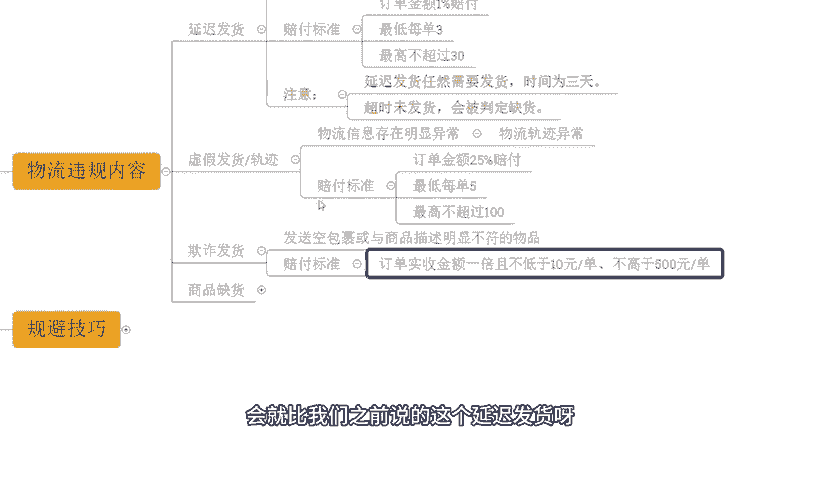 订单金额1%赔付
延迟发货
赔付标准
最低每单3
最高不超过30
注意：
延迟发货任然需要发货，时间为三天。
超时未发货，会被判定缺货。
物流信息存在明显异常
物流轨迹异常
物流违规内容
虚假发货/轨迹
订单金额25%赔付
赔付标准
最低每单5
最高不超过100
欺诈发货
发送空包裹或与商品描述明显不符的物品
赔付标准
订单实收金额一倍且不低于10元/单、不高于500元/单
商品缺货
规避技巧
会就比我们之前说的这个延迟发货呀